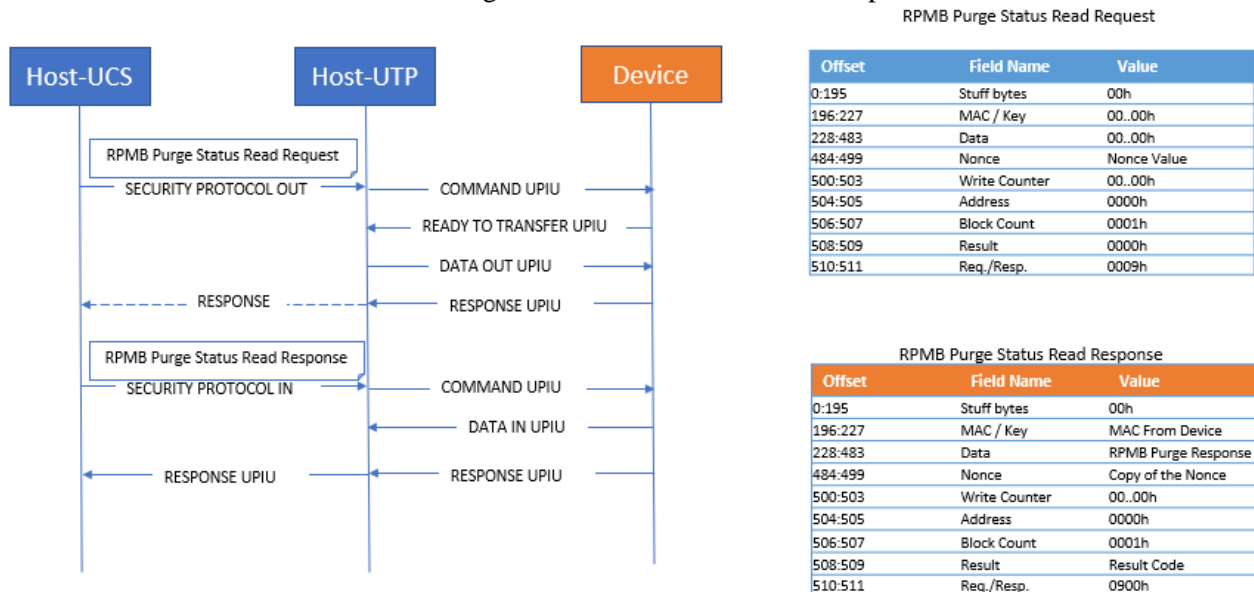 RPMB Purge Status Read Request
Host-UCS
Host-UTP
Device
RPMB Purge Status Read Request
SECURITY PROTOCOL OUT
COMMAND UPIU
READY TO TRANSFER UPIU
DATA OUT UPIU
RESPONSE
RESPONSE UPIU
RPMB Purge Status Read Response
SECURITY PROTOCOL IN
COMMAND UPIU
DATA IN UPIU
RESPONSE UPIU
RESPONSE UPIU
Offset Field Name Value
0:195 Stuff bytes 00h
196:227 MAC / Key 00..00h
228:483 Data 00..00h
484:499 Nonce Nonce Value
500:503 Write Counter 00..00h
504:505 Address 0000h
506:507 Block Count 0001h
508:509 Result 0000h
510:511 Req./Resp. 0009h
RPMB Purge Status Read Response
Offset Field Name Value
0:195 Stuff bytes 00h
196:227 MAC / Key MAC From Device
228:483 Data RPMB Purge Response
484:499 Nonce Copy of the Nonce
500:503 Write Counter 00..00h
504:505 Address 0000h
506:507 Block Count 0001h
508:509 Result Result Code
510:511 Req./Resp. 0900h